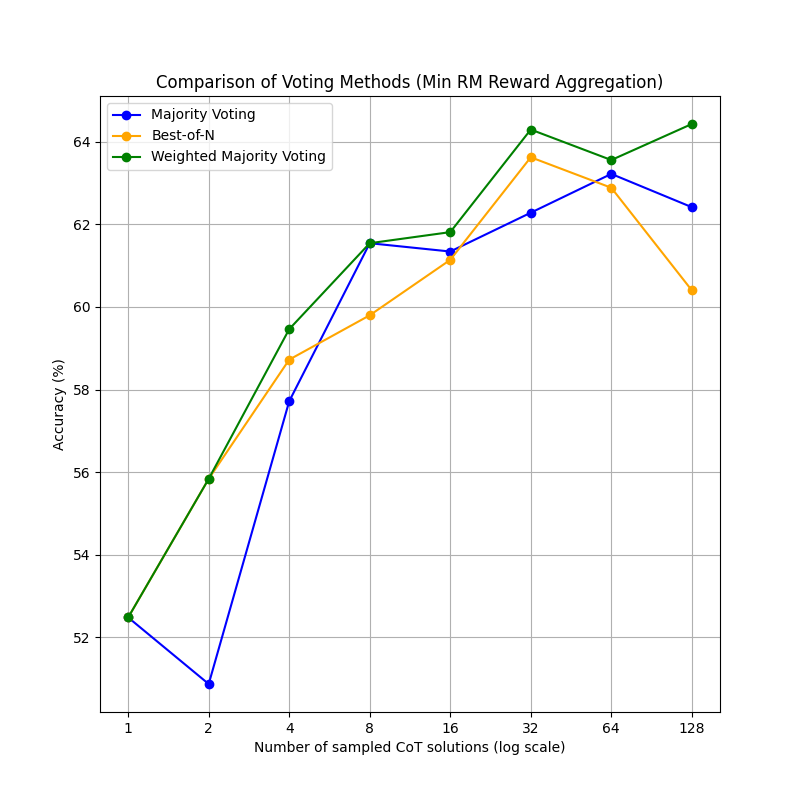 Comparison of Voting Methods (Min RM Reward Aggregation)
Majority Voting
Best-of-N
Weighted Majority Voting
64
62
60
58
56
54
52
Accuracy (%)
1 2 4 8 16 32 64 128
Number of sampled CoT solutions (log scale)